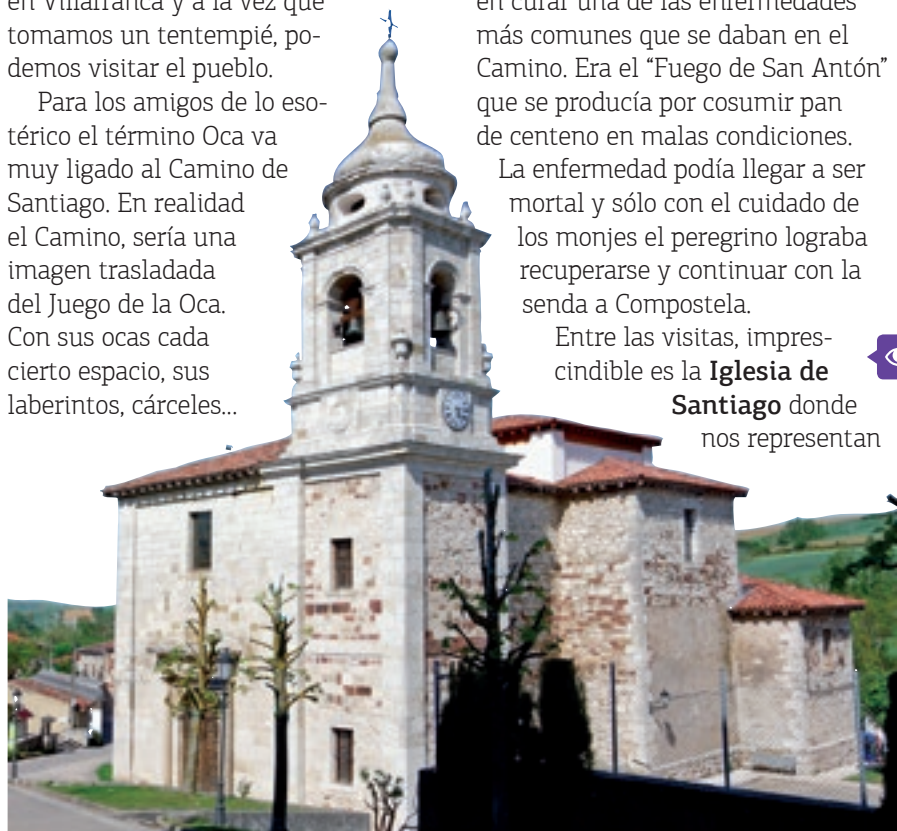 en Villafranca y a la vez que
tomamos un tentempié, po-
demos visitar el pueblo.
Para los amigos de lo eso-
térico el término Oca va
muy ligado al Camino de
Santiago. En realidad
el Camino, sería una
imagen trasladada
del Juego de la Oca.
Con sus ocas cada
cierto espacio, sus
laberintos, cárceles...
en curar una de las enfermedades
más comunes que se daban en el
Camino. Era el “Fuego de San Antón”
que se producía por cosumir pan
de centeno en malas condiciones.
La enfermedad podía llegar a ser
mortal y sólo con el cuidado de
los monjes el peregrino lograba
recuperarse y continuar con la
senda a Compostela.
Entre las visitas, impres-
cindible es la Iglesia de
Santiago donde
nos representan